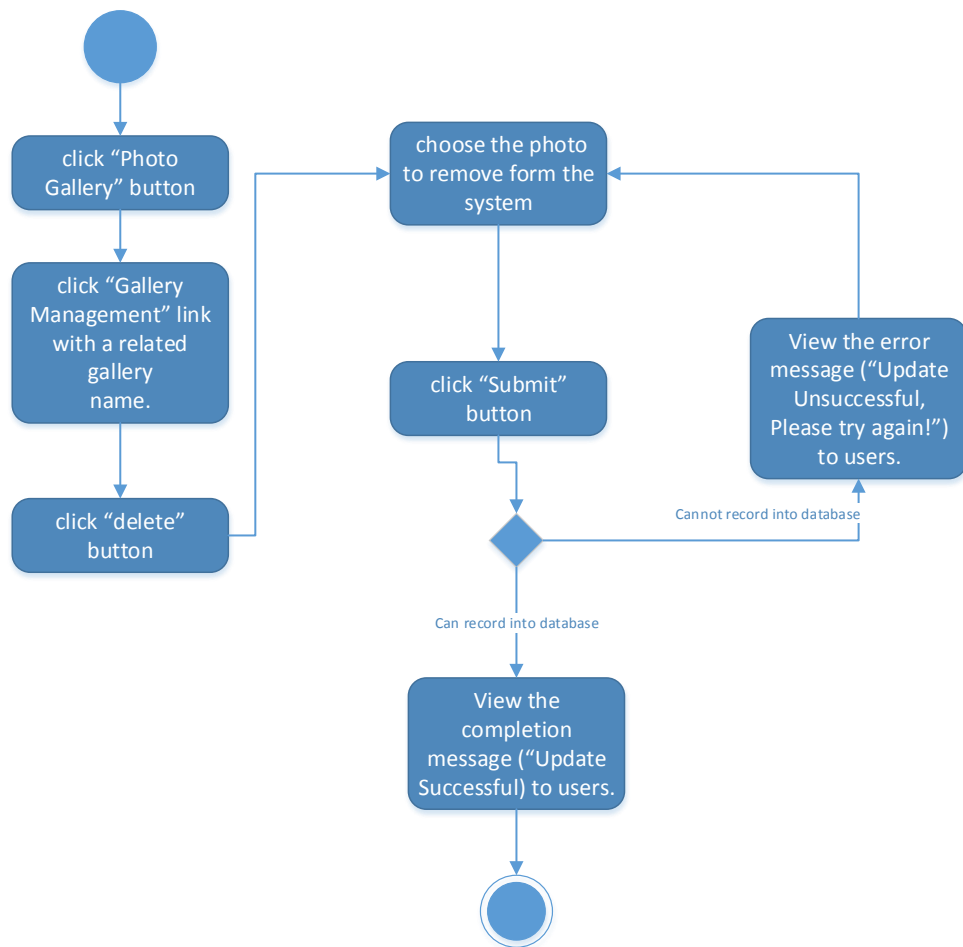 click “Photo
Gallery” button
click “Gallery
Management” link
with a related
gallery
name.
click “delete”
button
choose the photo
to remove form the
system
click “Submit”
button
View the error
message (“Update
Unsuccessful,
Please try again!”)
to users.
Cannot record into database
Can record into database
View the
completion
message (“Update
Successful) to users.